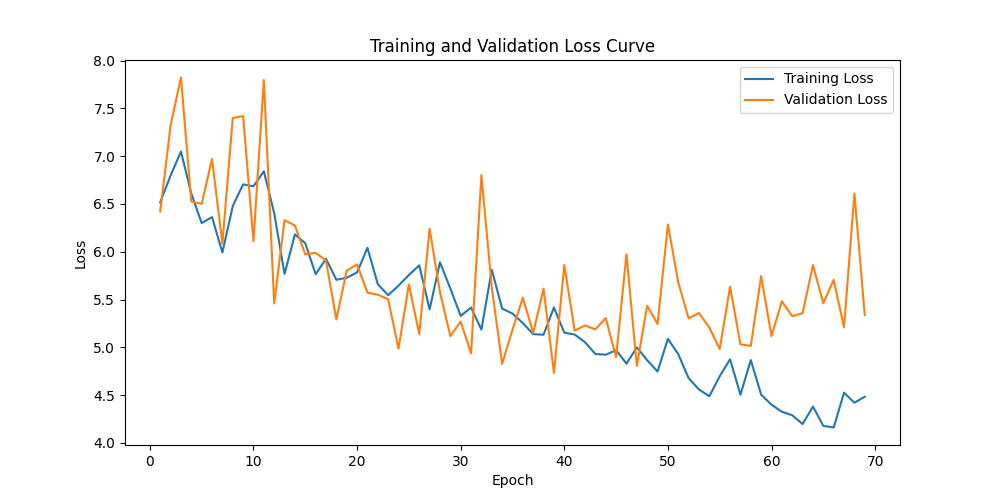 Training and Validation Loss Curve
Training Loss
Validation Loss
Loss
8.0
7.5
7.0
6.5
6.0
5.5
5.0
4.5
4.0
0 10 20 30 40 50 60 70
Epoch